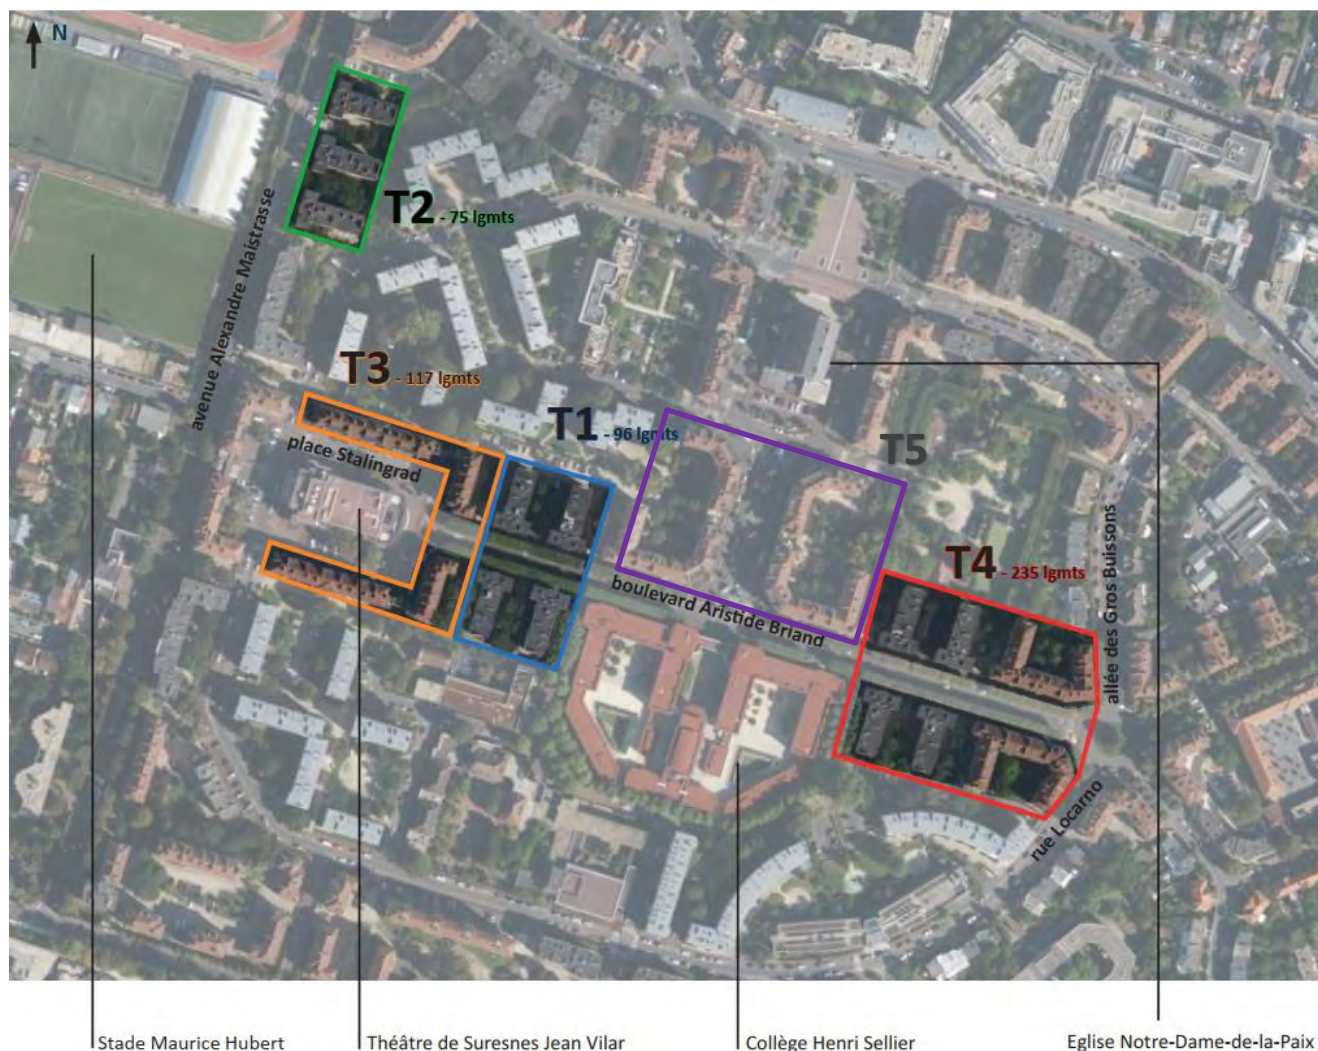 N
T2 - 75 lgmts
avenue Alexandre Maistrasse
T3 - 117 lgmts
place Stalingrad
T1 - 96 lgmts
T5
boulevard Aristide Briand
T4 - 235 lgmts
allée des Gros Buissons
rue Locarno
Stade Maurice Hubert
Théâtre de Suresnes Jean Vilar
Collège Henri Sellier
Eglise Notre-Dame-de-la-Paix